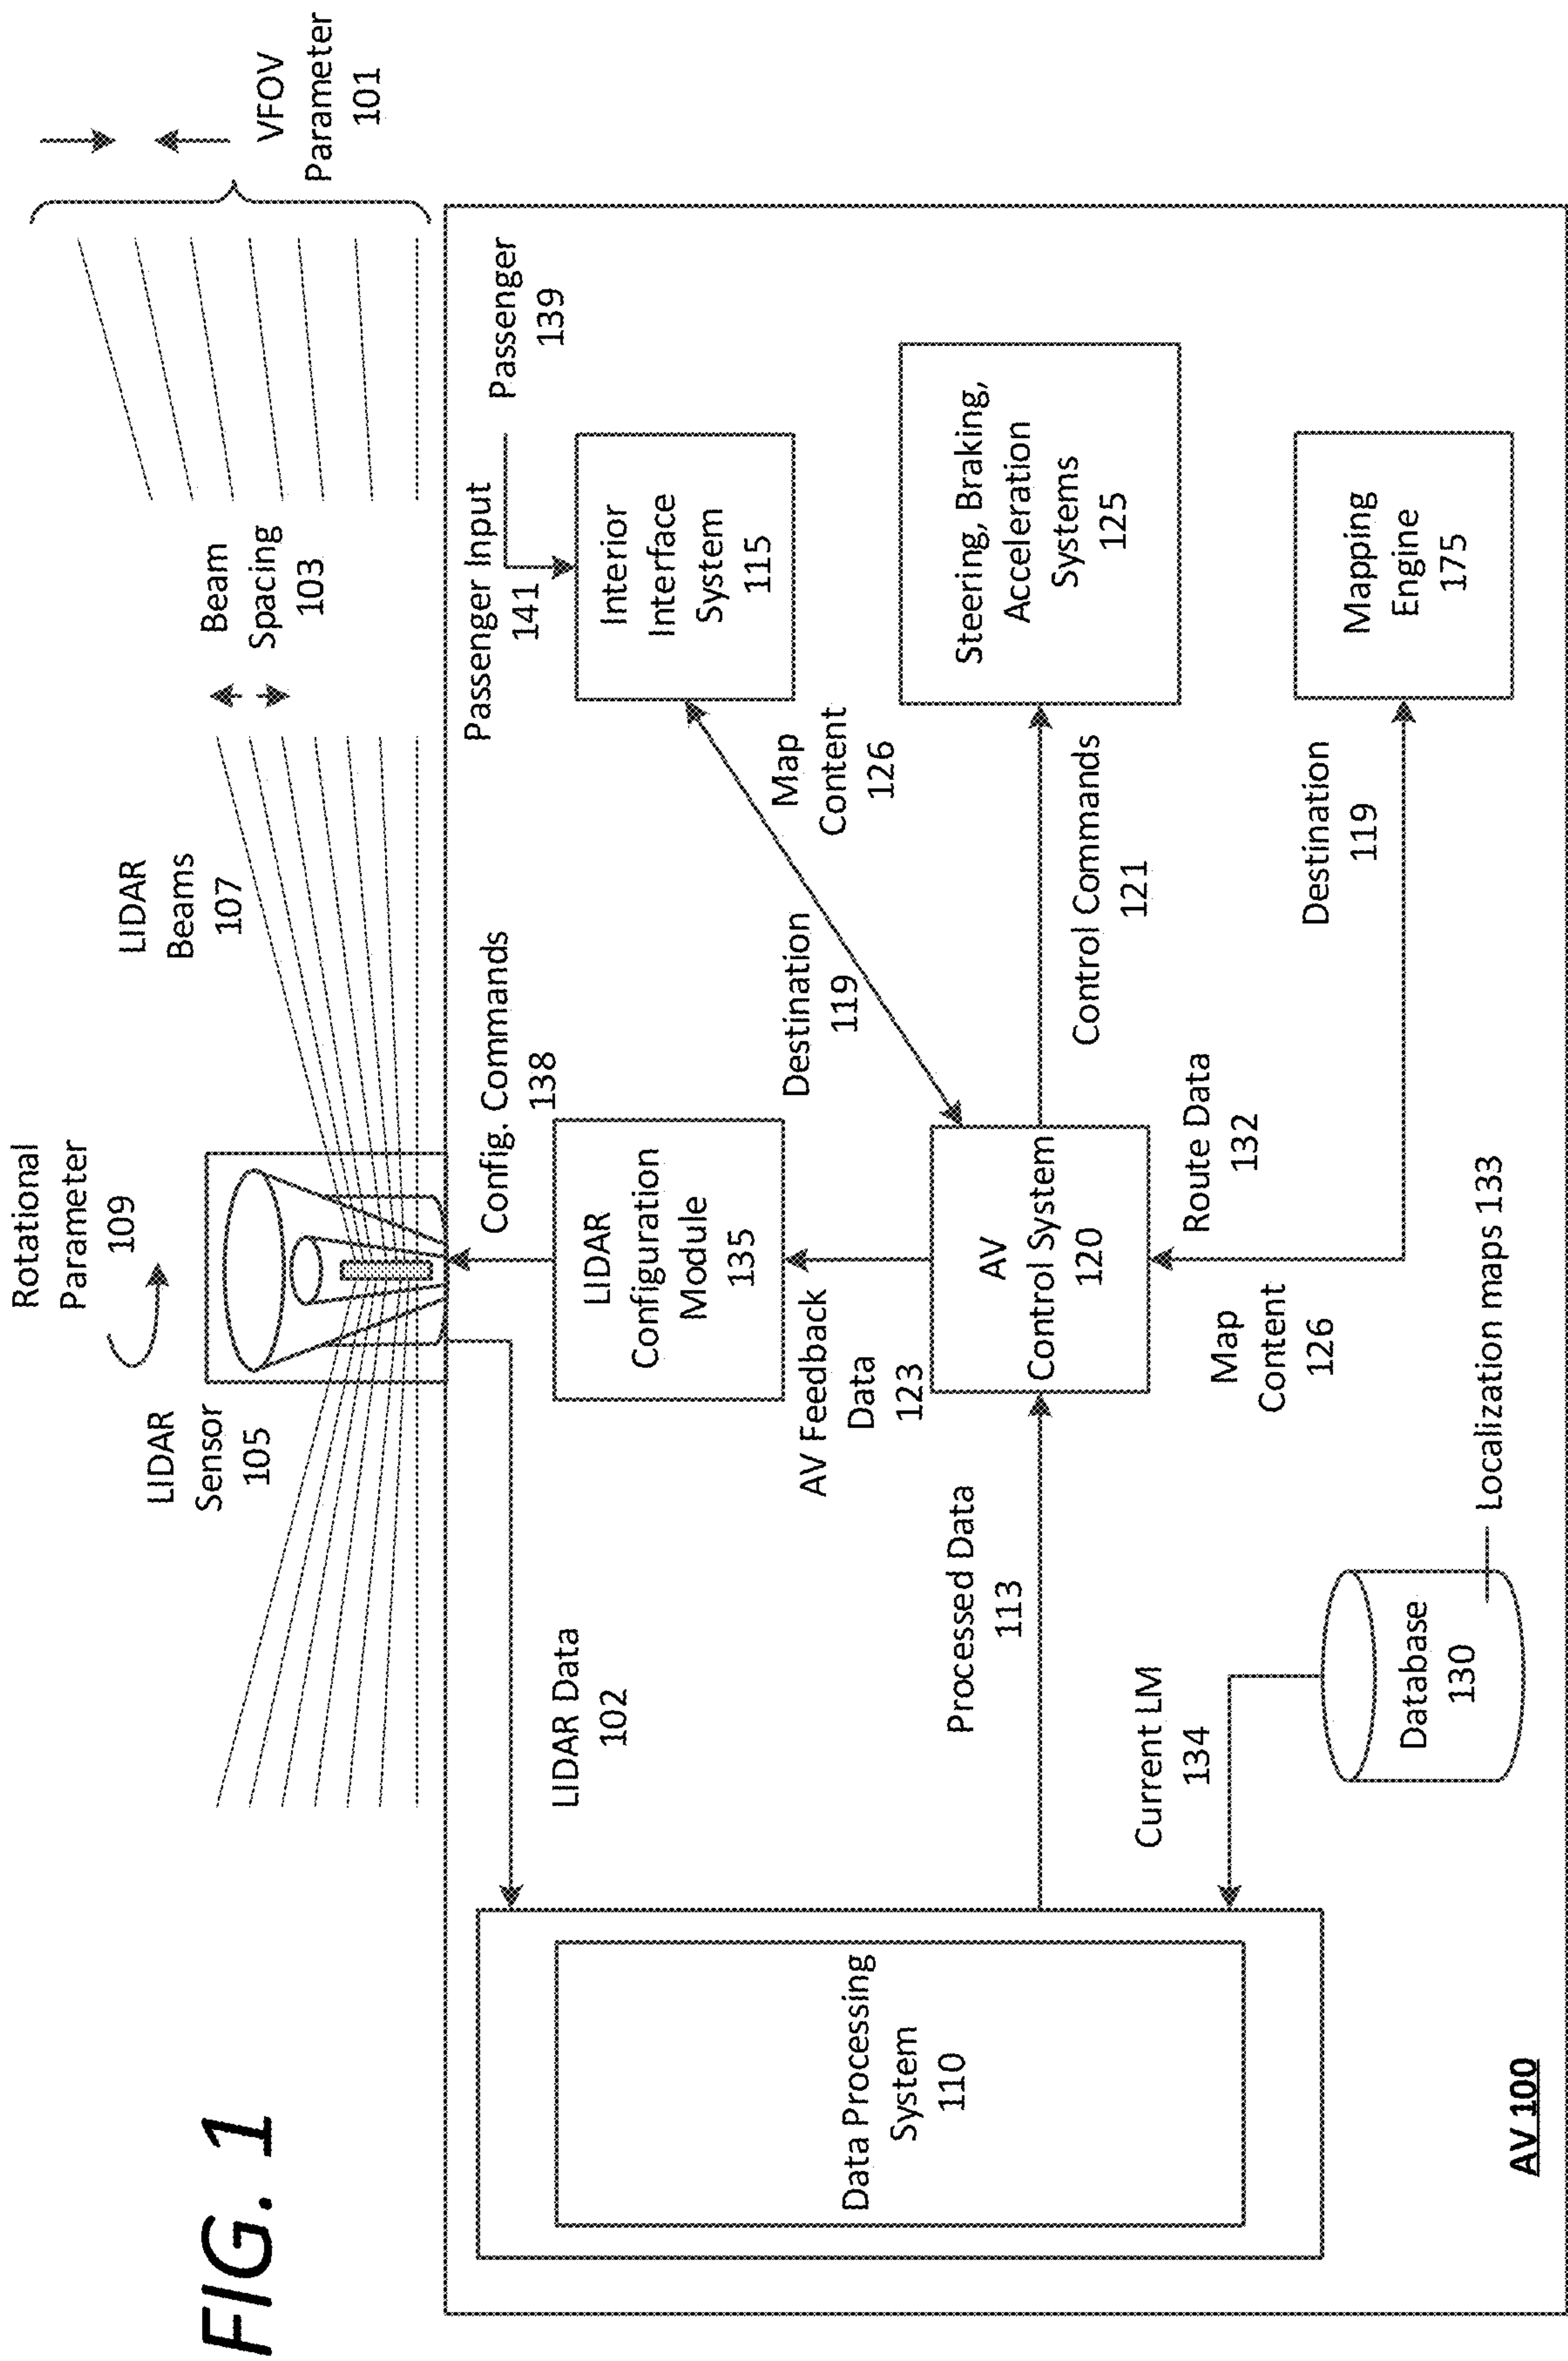 FIG. 1
Rotational
Parameter
109
LIDAR
Sensor
105
LIDAR
Beams
107
Beam
Spacing
103
VFOV
Parameter
101
LIDAR Data
102
Config. Commands
138
Passenger Input
141
Passenger
139
LIDAR
Configuration
Module
135
Interior
Interface
System
115
Map
Content
126
Destination
119
AV Feedback
Data
123
Data Processing
System
110
Processed Data
113
AV
Control System
120
Control Commands
121
Steering, Braking,
Acceleration
Systems
125
Current LM
134
Route Data
132
Map
Content
126
Destination
119
Mapping
Engine
175
Database
130
Localization maps 133
AV 100